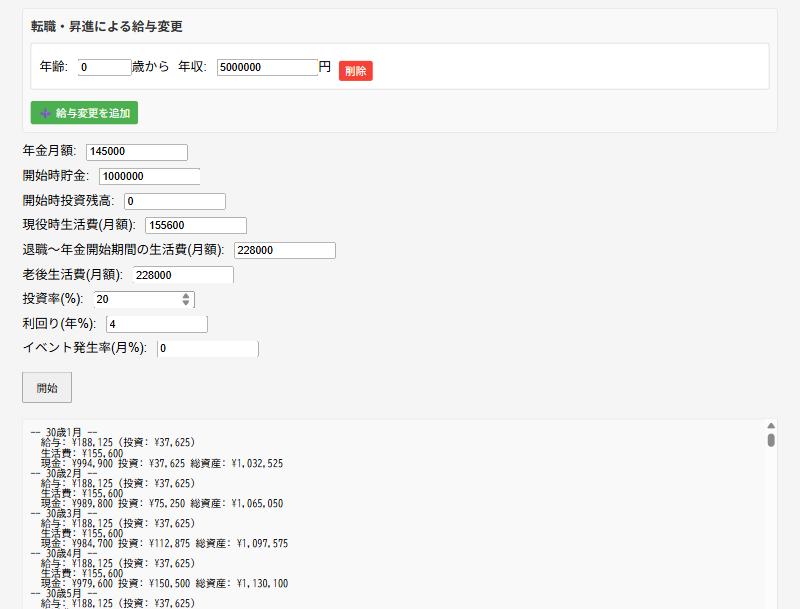 転職・昇進による給与変更
年齢: 0 歳から 年収: 5000000 円 削除
➕ 給与変更を追加
年金月額: 145000
開始時貯金: 1000000
開始時投資残高: 0
現役時生活費(月額): 155600
退職～年金開始期間の生活費(月額): 228000
老後生活費(月額): 228000
投資率(%): 20
利回り(年%): 4
イベント発生率(月%): 0
開始
-- 30歳1月 --
給与: ¥188,125 (投資: ¥37,625)
生活費: ¥155,600
現金: ¥994,900 投資: ¥37,625 総資産: ¥1,032,525
-- 30歳2月 --
給与: ¥188,125 (投資: ¥37,625)
生活費: ¥155,600
現金: ¥989,800 投資: ¥75,250 総資産: ¥1,065,050
-- 30歳3月 --
給与: ¥188,125 (投資: ¥37,625)
生活費: ¥155,600
現金: ¥984,700 投資: ¥112,875 総資産: ¥1,097,575
-- 30歳4月 --
給与: ¥188,125 (投資: ¥37,625)
生活費: ¥155,600
現金: ¥979,600 投資: ¥150,500 総資産: ¥1,130,100
-- 30歳5月 --
給与: ¥188,125 (投資: ¥37,625)